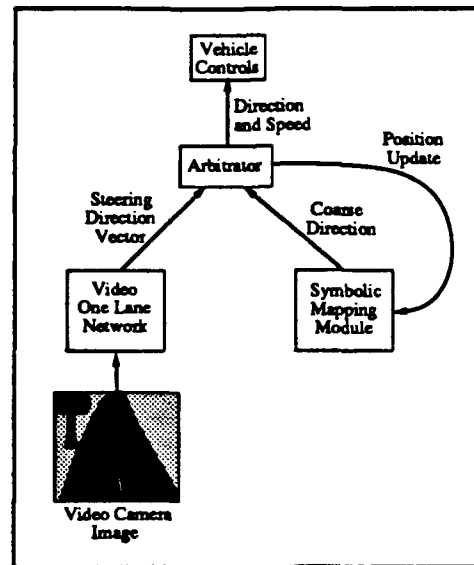 Vehicle
Controls
Direction
and Speed
Position
Update
Arbitrator
Steering
Direction
Vector
Coarse
Direction
Video
One Lane
Network
Symbolic
Mapping
Module
Video Camera
Image